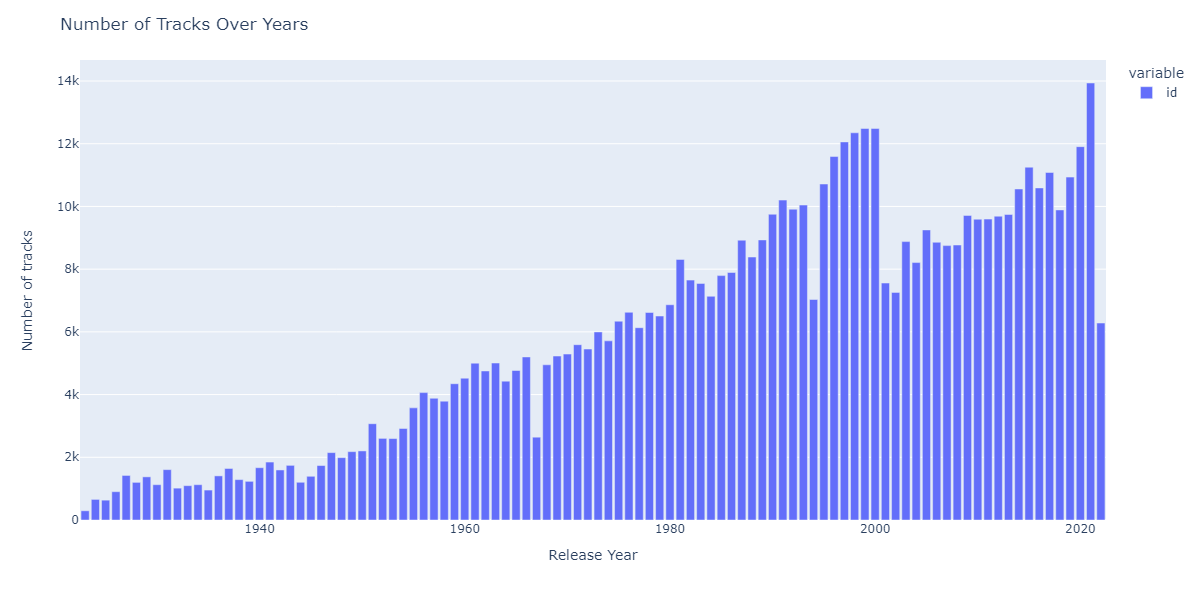 Number of Tracks Over Years
variable
id
Number of tracks
14k
12k
10k
8k
6k
4k
2k
0
1940
1960
1980
2000
2020
Release Year